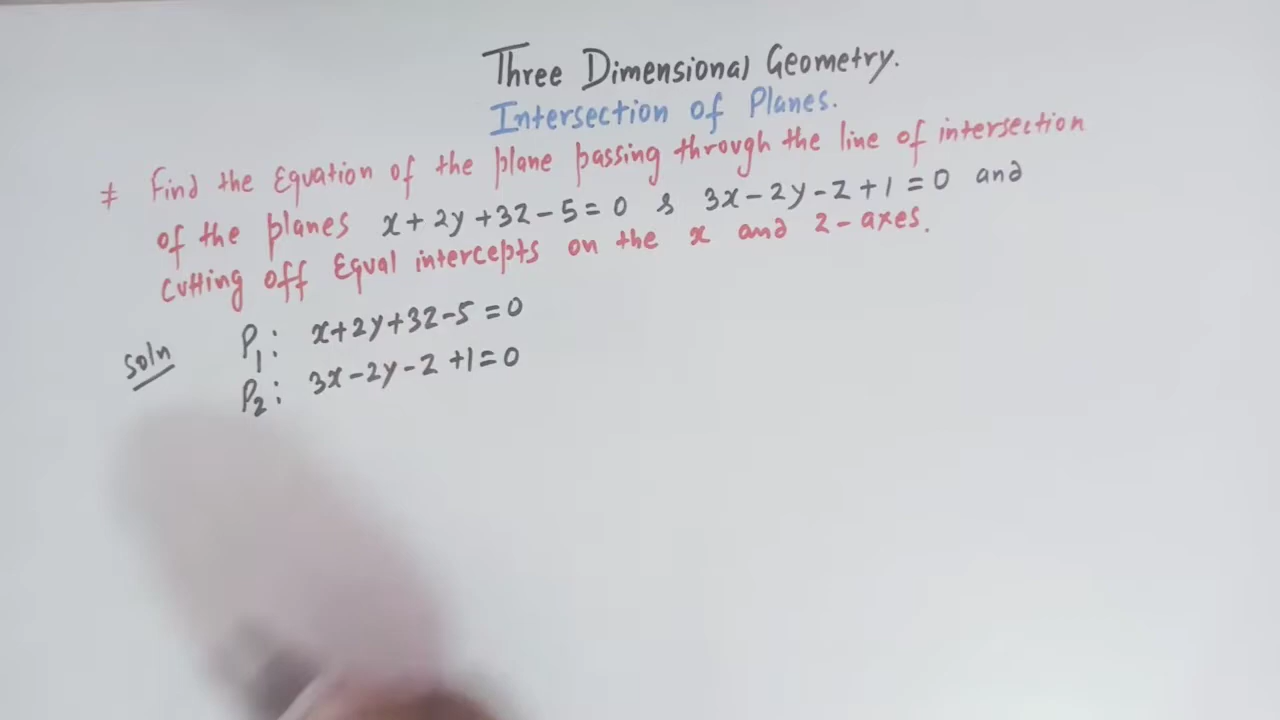 Three Dimensional Geometry.
Intersection of Planes.
≠ Find the Equation of the plane passing through the line of intersection
of the planes x + 2y + 3z - 5 = 0 & 3x - 2y - z + 1 = 0 and
cutting off Equal intercepts on the x and z-axes.
Soln P₁: x+2y+3z-5 = 0
P₂: 3x-2y-z+1=0